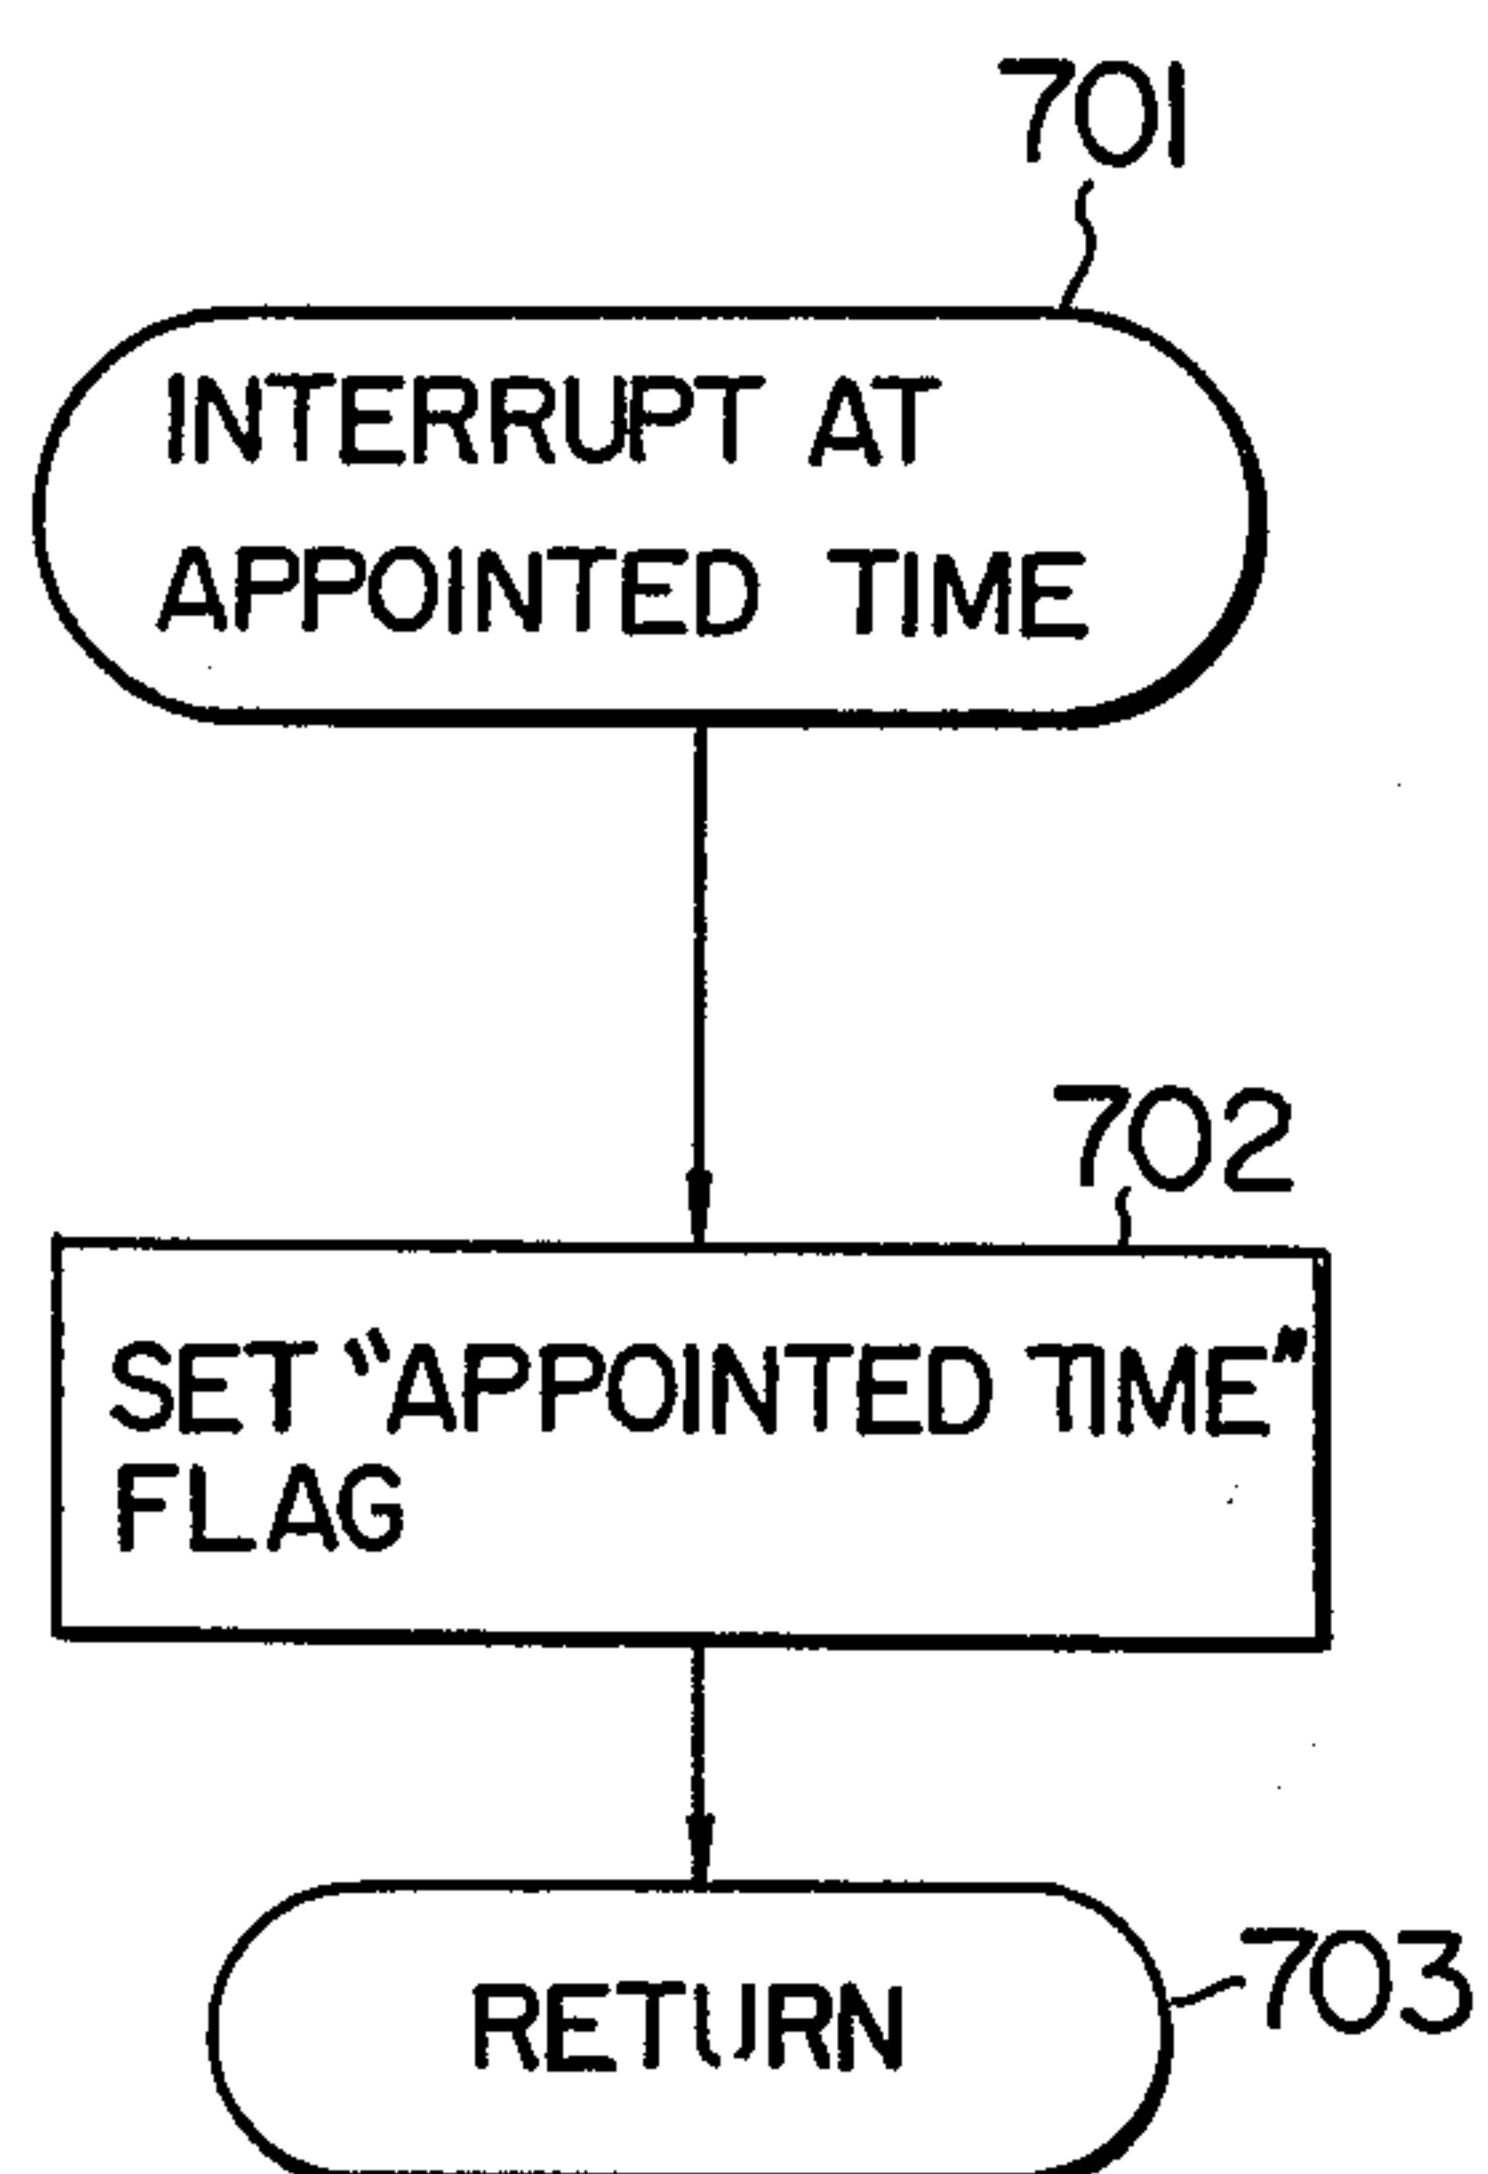 701
INTERRUPT AT
APPOINTED TIME
702
SET "APPOINTED TIME"
FLAG
RETURN
703